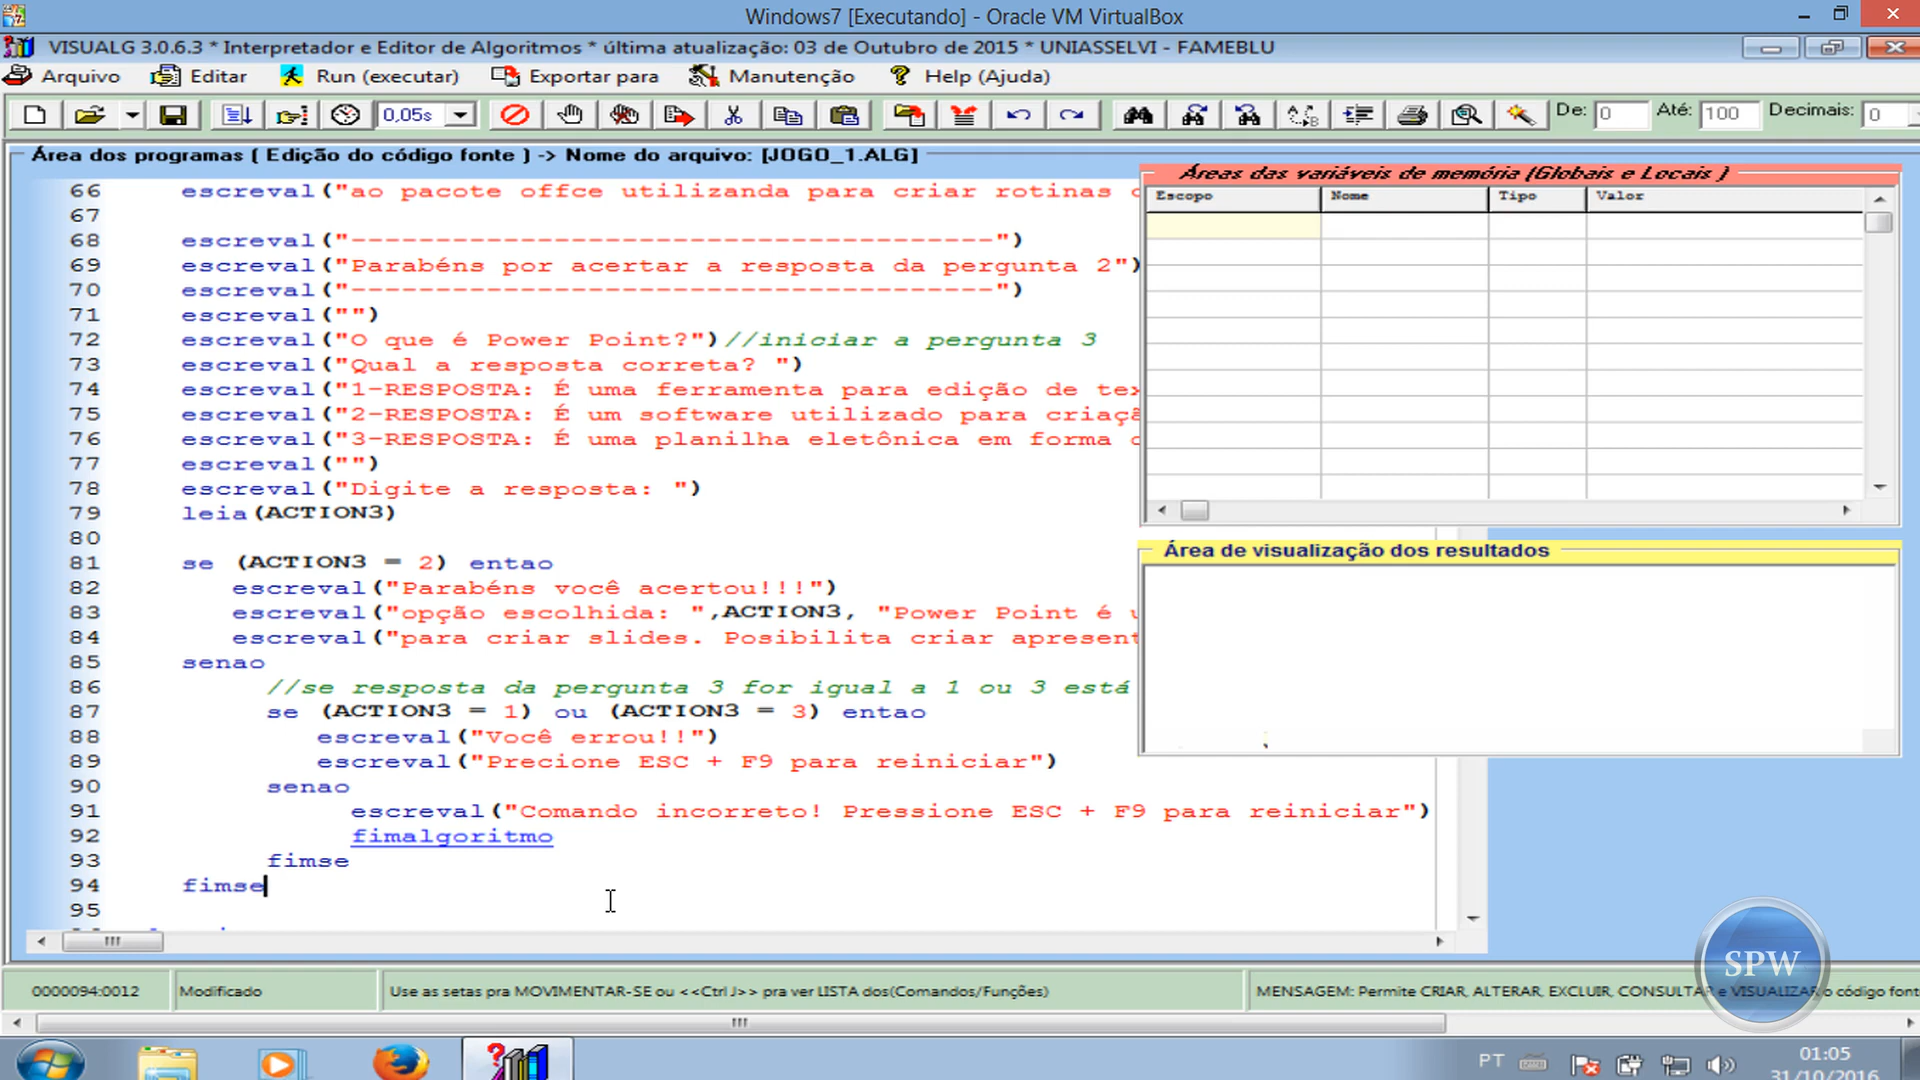 Windows7 [Executando] - Oracle VM VirtualBox
VISUALG 3.0.6.3 * Interpretador e Editor de Algoritmos * última atualização: 03 de Outubro de 2015 * UNIASSELVI - FAMEBLU
Arquivo Editar Run (executar) Exportar para Manutenção Help (Ajuda)
0,05s De: 0 Até: 100 Decimais: 0
Área dos programas ( Edição do código fonte ) -> Nome do arquivo: [JOGO_1.ALG]
66 escreval("ao pacote offce utilizanda para criar rotinas
67
68 escreval("--------------------------------------")
69 escreval("Parabéns por acertar a resposta da pergunta 2")
70 escreval("--------------------------------------")
71 escreval("")
72 escreval("O que é Power Point?")//iniciar a pergunta 3
73 escreval("Qual a resposta correta? ")
74 escreval("1-RESPOSTA: É uma ferramenta para edição de
75 escreval("2-RESPOSTA: É um software utilizado para
76 escreval("3-RESPOSTA: É uma planilha eletônica em forma
77 escreval("")
78 escreval("Digite a resposta: ")
79 leia(ACTION3)
80
81 se (ACTION3 = 2) entao
82 escreval("Parabéns você acertou!!!")
83 escreval("opção escolhida: ",ACTION3, "Power Point é
84 escreval("para criar slides. Posibilita criar
85 senao
86 //se resposta da pergunta 3 for igual a 1 ou 3 está
87 se (ACTION3 = 1) ou (ACTION3 = 3) entao
88 escreval("Você errou!!")
89 escreval("Precione ESC + F9 para reiniciar")
90 senao
91 escreval("Comando incorreto! Pressione ESC + F9 para reiniciar")
92 fimalgoritmo
93 fimse
94 fimse
95
Áreas das variáveis de memória (Globais e Locais )
Escopo Nome Tipo Valor
Área de visualização dos resultados
0000094:0012 Modificado Use as setas pra MOVIMENTAR-SE ou <<Ctrl J>> pra ver LISTA dos(Comandos/Funções) MENSAGEM: Permite CRIAR, ALTERAR, EXCLUIR, CONSULTAR e VISUALIZAR o código font
SPW
PT 01:05
31/10/2016